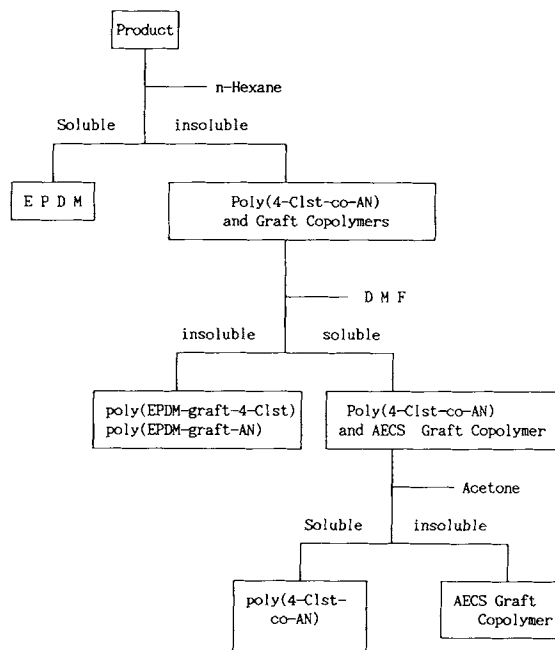 Product
n-Hexane
Soluble insoluble
E P D M
Poly(4-Clst-co-AN)
and Graft Copolymers
D M F
insoluble soluble
poly(EPDM-graft-4-Clst)
poly(EPDM-graft-AN)
Poly(4-Clst-co-AN)
and AECS Graft Copolymer
Acetone
Soluble insoluble
poly(4-Clst-
co-AN)
AECS Graft
Copolymer